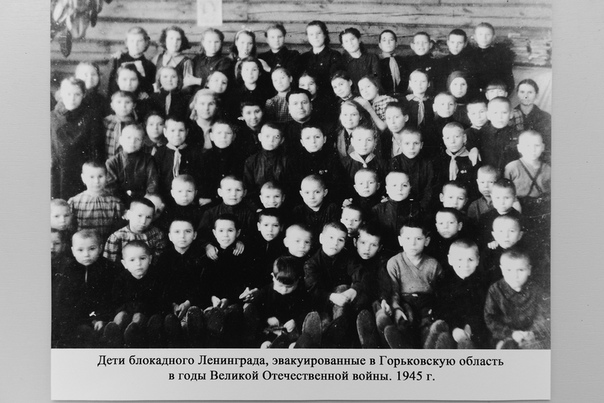 Дети блокадного Ленинграда, эвакуированные в Горьковскую область
в годы Великой Отечественной войны. 1945 г.